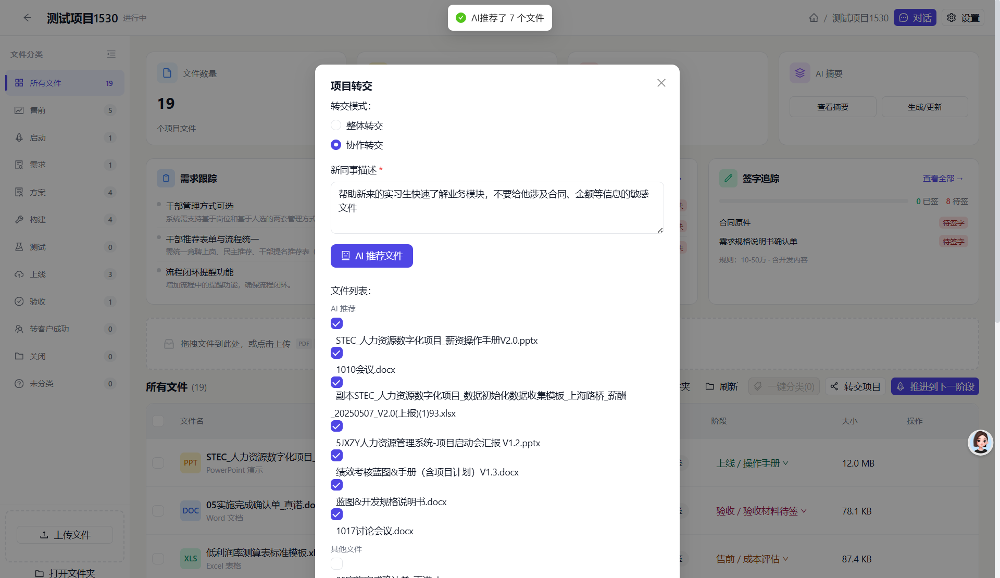 测试项目1530 进行中
AI推荐了 7 个文件
/ 测试项目1530 对话 设置
文件分类
所有文件 19
售前 5
启动 1
需求 1
方案 4
构建 4
测试 0
上线 3
验收 1
转客户成功 0
关闭 0
未分类 0
上传文件
打开文件夹
文件数量
19
个项目文件
AI 摘要
查看摘要 生成/更新
需求跟踪
干部管理方式可选
系统需支持基于岗位和基于人选的两套管理方式
干部推荐表单与流程统一
需统一竞聘上岗、民主推荐、干部提名推荐表（
流程闭环提醒功能
增加流程中的提醒功能，确保流程闭环。
签字追踪 查看全部 →
0 已签 8 待签
合同原件 待签字
需求规格说明书确认单 待签字
规则：10-50万 · 含开发内容
拖拽文件到此处，或点击上传 PDF
所有文件 (19)
夹 刷新 一键分类(0) 转交项目 推进到下一阶段
文件名 阶段 大小 操作
PPT STEC_人力资源数字化项目_
PowerPoint 演示
上线 / 操作手册 12.0 MB
DOC 05实施完成确认单_真诺.do
Word 文档
验收 / 验收材料待签 78.1 KB
XLS 低利润率测算表标准模板.xl
Excel 表格
售前 / 成本评估 87.4 KB
项目转交
转交模式：
整体转交
协作转交
新同事描述 *
帮助新来的实习生快速了解业务模块，不要给他涉及合同、金额等信息的敏感
文件
AI 推荐文件
文件列表：
AI 推荐
STEC_人力资源数字化项目_薪资操作手册V2.0.pptx
1010会议.docx
副本STEC_人力资源数字化项目_数据初始化数据收集模板_上海路桥_薪酬
_20250507_V2.0(上报)(1)93.xlsx
5JXZY人力资源管理系统-项目启动会汇报 V1.2.pptx
绩效考核蓝图&手册（含项目计划）V1.3.docx
蓝图&开发规格说明书.docx
1017讨论会议.docx
其他文件